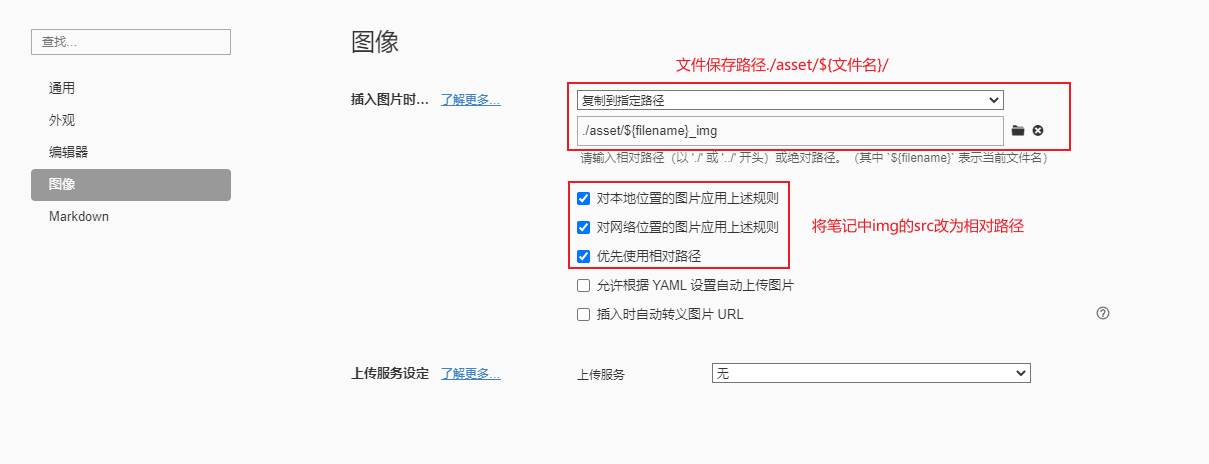 查找...
通用
外观
编辑器
图像
Markdown
图像
文件保存路径./asset/${文件名}/
插入图片时... 了解更多...
复制到指定路径
./asset/${filename}_img
请输入相对路径（以 './' 或 '../' 开头）或绝对路径。（其中 `${filename}` 表示当前文件名）
对本地位置的图片应用上述规则
对网络位置的图片应用上述规则
将笔记中img的src改为相对路径
优先使用相对路径
允许根据 YAML 设置自动上传图片
插入时自动转义图片 URL
上传服务设定 了解更多... 上传服务 无